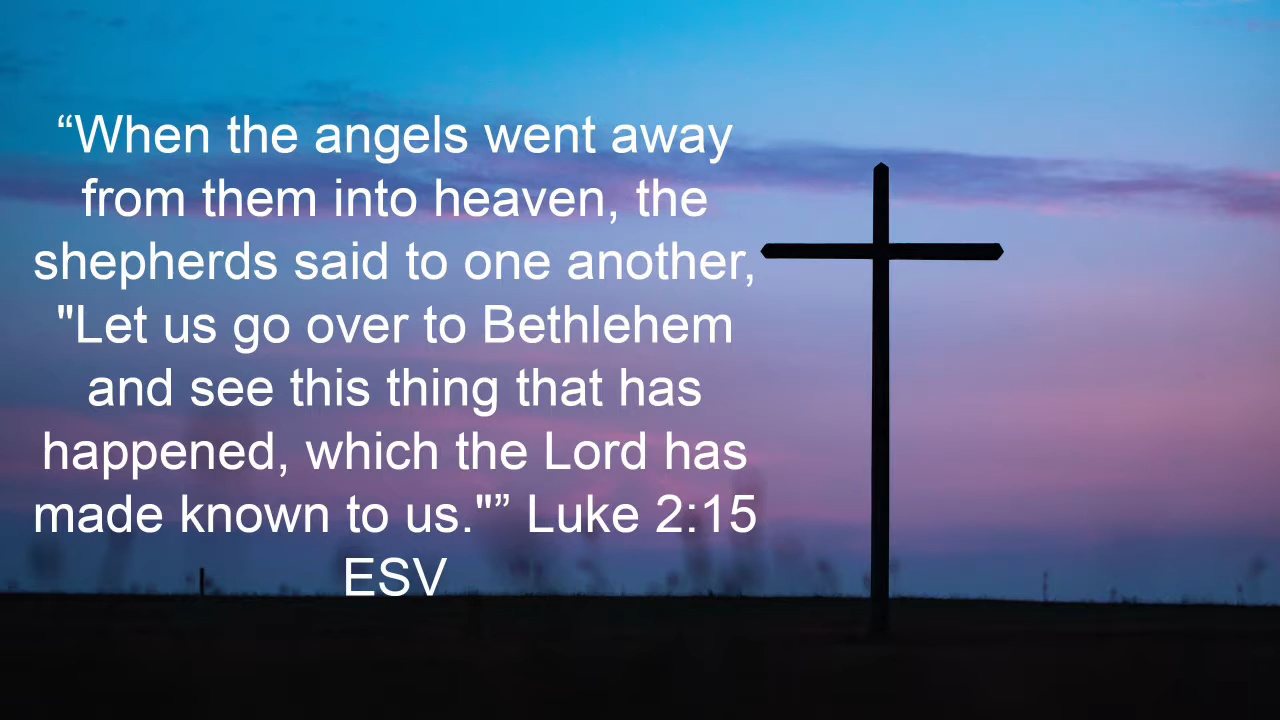 “When the angels went away
from them into heaven, the
shepherds said to one another,
"Let us go over to Bethlehem
and see this thing that has
happened, which the Lord has
made known to us."” Luke 2:15
ESV